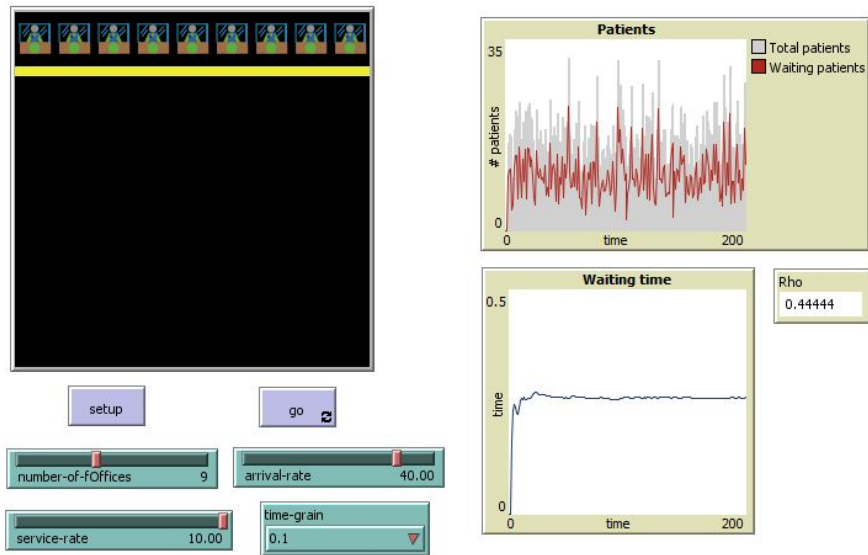 Patients
35
# patients
0
0
time
200
Total patients
Waiting patients
Waiting time
0.5
time
0
0
time
200
Rho
0.44444
setup
go
number-of-fOffices 9
arrival-rate 40.00
service-rate 10.00
time-grain
0.1